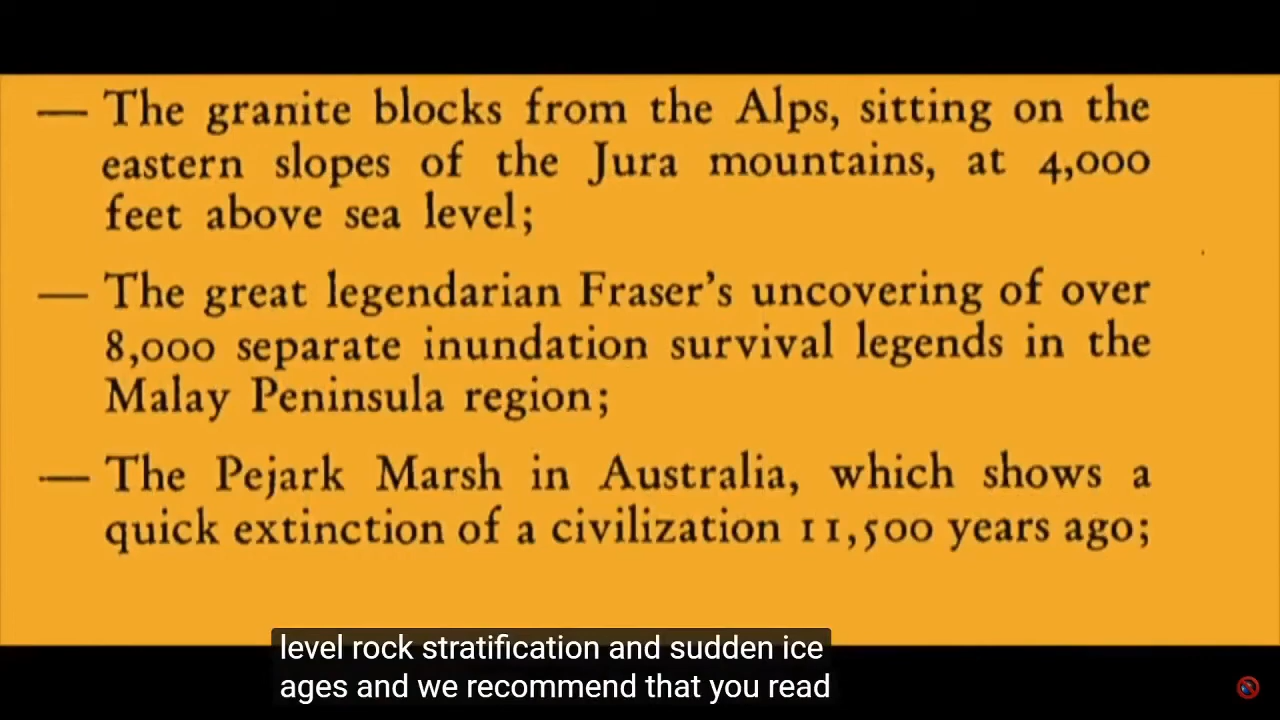 — The granite blocks from the Alps, sitting on the
eastern slopes of the Jura mountains, at 4,000
feet above sea level;
— The great legendarian Fraser’s uncovering of over
8,000 separate inundation survival legends in the
Malay Peninsula region;
— The Pejark Marsh in Australia, which shows a
quick extinction of a civilization 11,500 years ago;
level rock stratification and sudden ice
ages and we recommend that you read